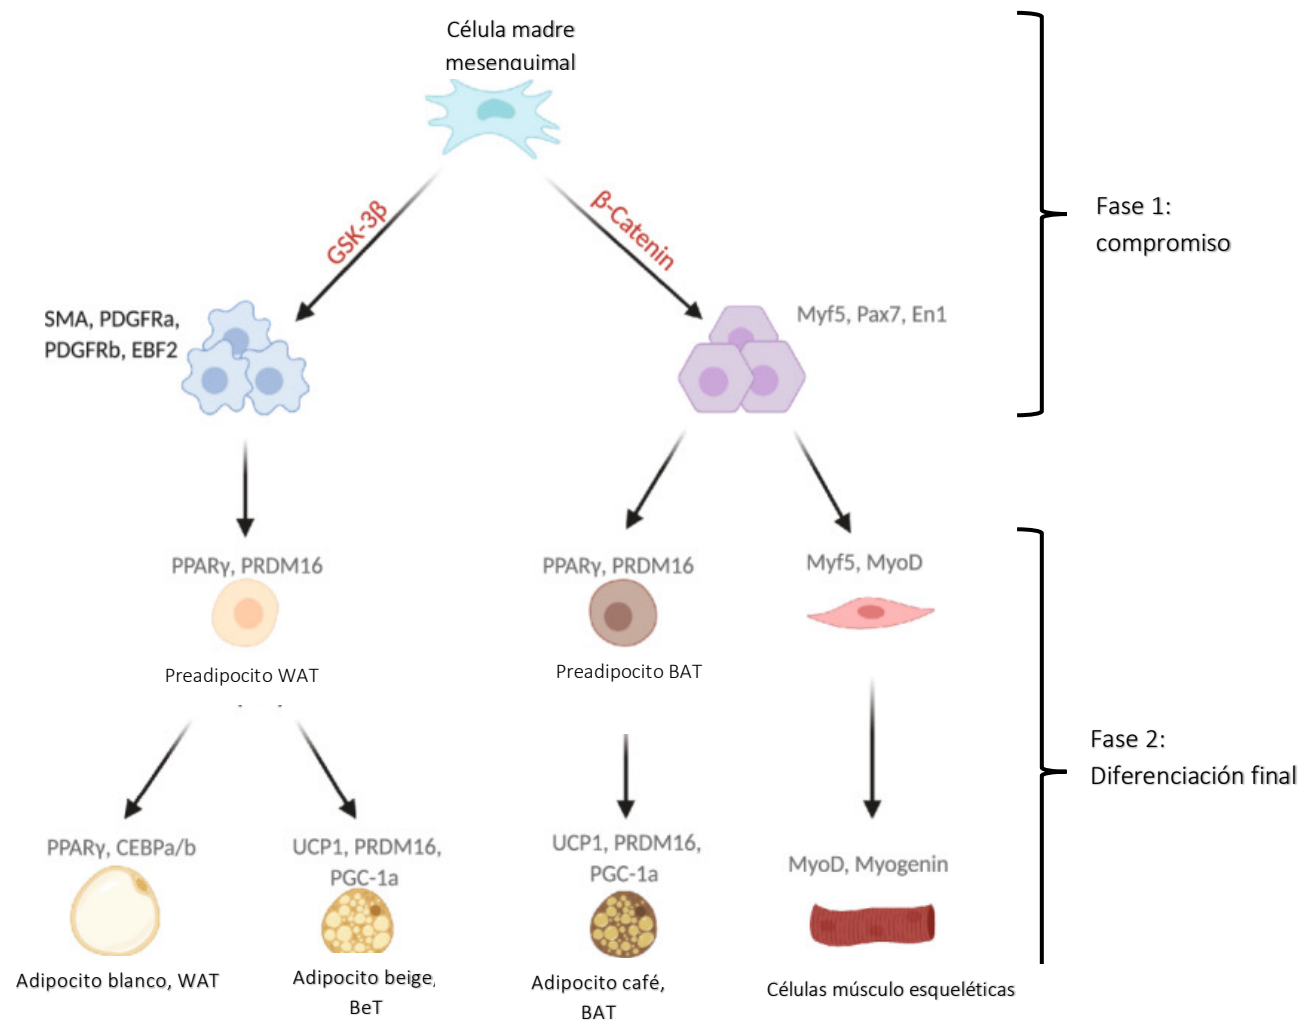 Célula madre
mesenquimal
GSK-3β
β-Catenin
Fase 1:
compromiso
SMA, PDGFRa,
PDGFRb, EBF2
Myf5, Pax7, En1
PPARγ, PRDM16
Preadipocito WAT
PPARγ, PRDM16
Preadipocito BAT
Myf5, MyoD
Fase 2:
Diferenciación final
PPARγ, CEBPa/b
Adipocito blanco, WAT
UCP1, PRDM16,
PGC-1a
Adipocito beige,
BeT
UCP1, PRDM16,
PGC-1a
Adipocito café,
BAT
MyoD, Myogenin
Células músculo esqueléticas